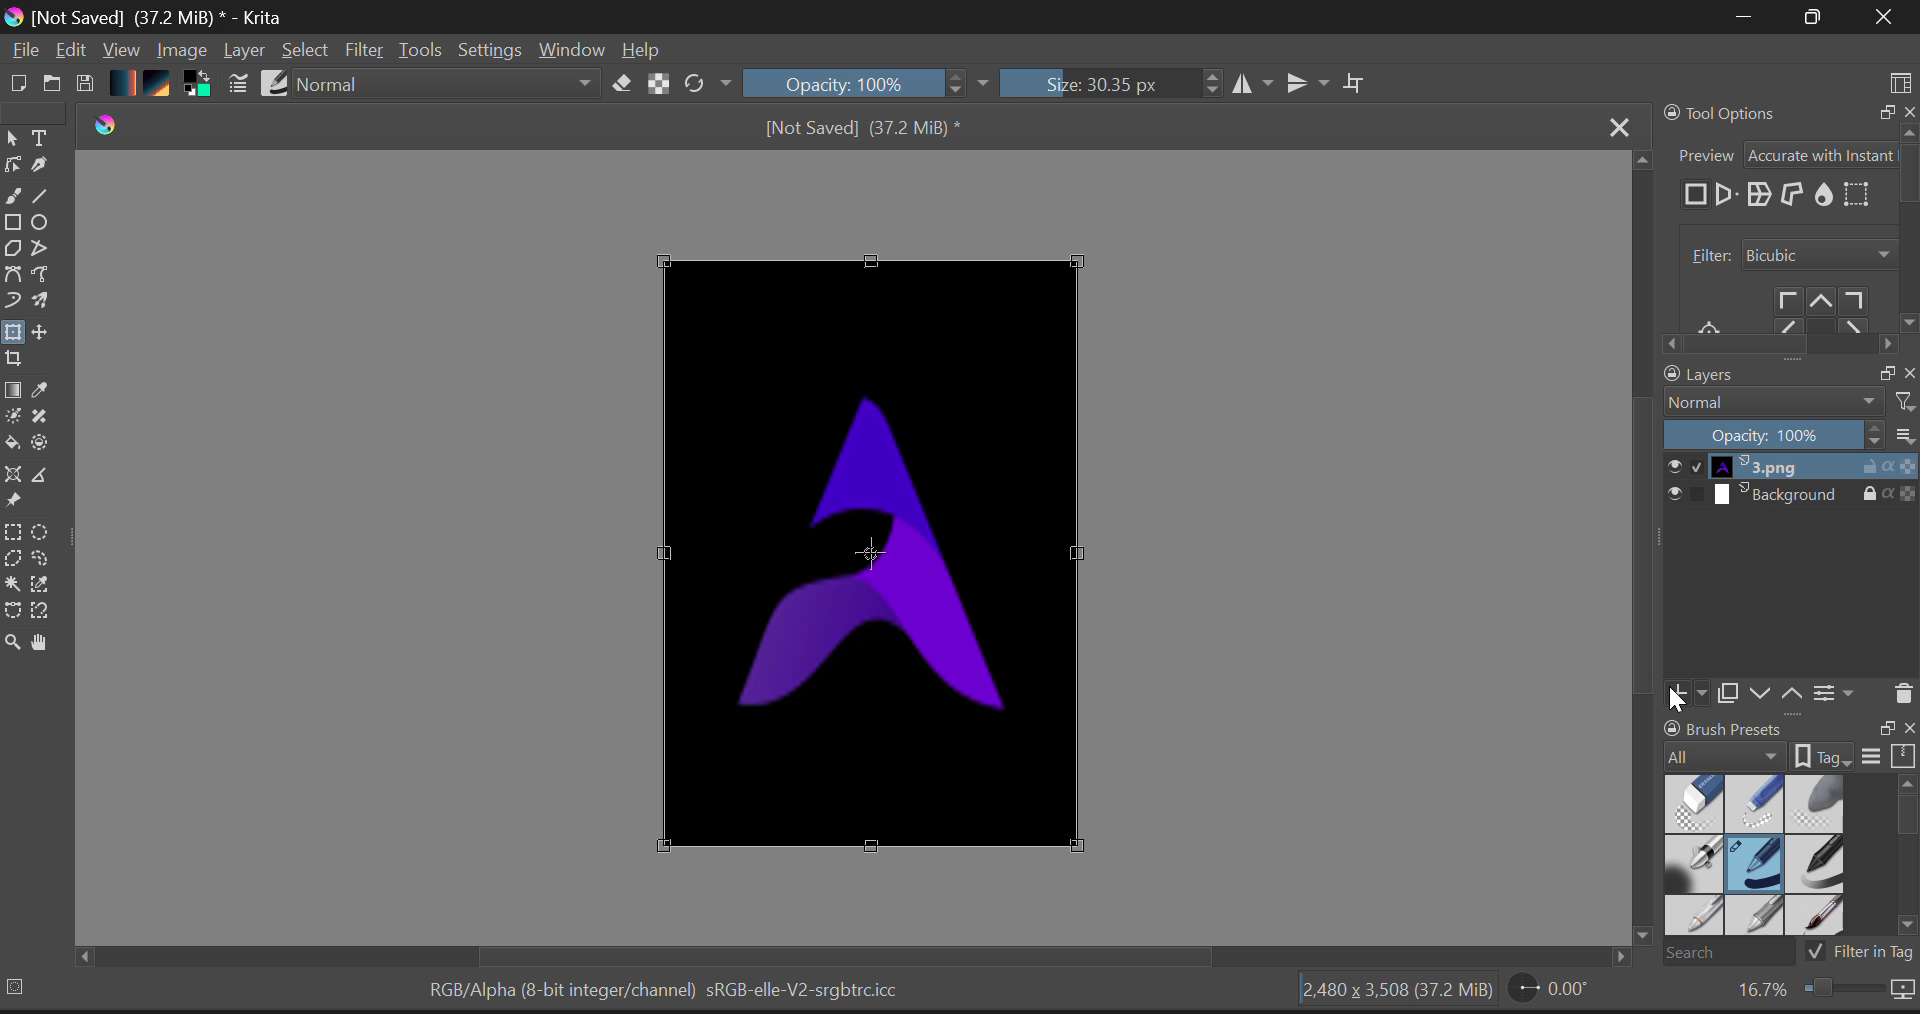 [Not Saved] (37.2 MiB) * - Krita
File Edit View Image Layer Select Filter Tools Settings Window Help
Normal Opacity: 100% Size: 30.35 px
[Not Saved] (37.2 MiB) *
Tool Options
Preview Accurate with Instant
Filter: Bicubic
Layers
Normal
Opacity: 100%
3.png
Background
Brush Presets
All Tag
Search Filter in Tag
RGB/Alpha (8-bit integer/channel) sRGB-elle-V2-srgbtrc.icc 2,480 x 3,508 (37.2 MiB) 0.00° 16.7%